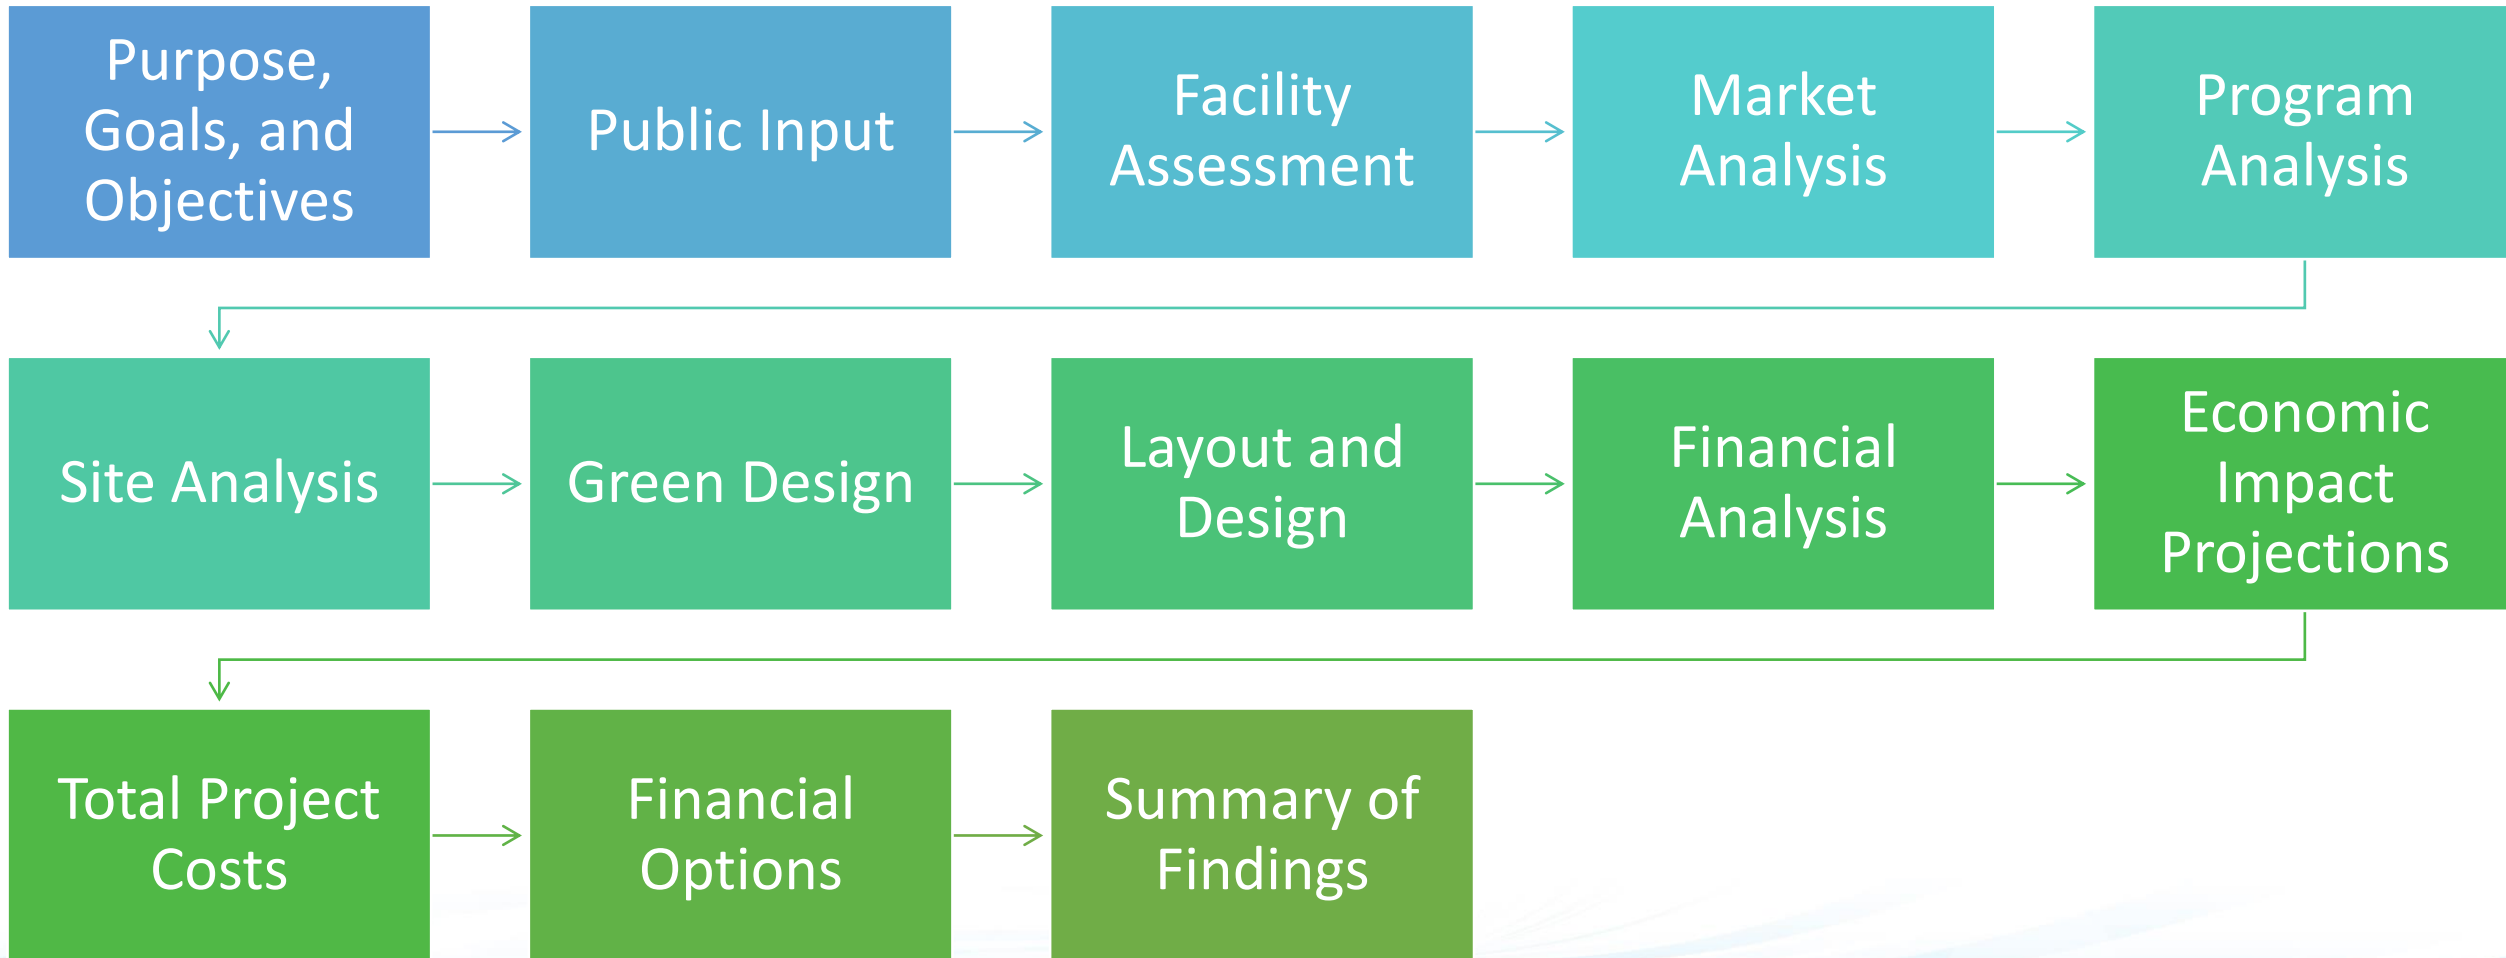 Purpose,
Goals, and
Objectives
Public Input
Facility
Assessment
Market
Analysis
Program
Analysis
Site Analysis
Green Design
Layout and
Design
Financial
Analysis
Economic
Impact
Projections
Total Project
Costs
Financial
Options
Summary of
Findings